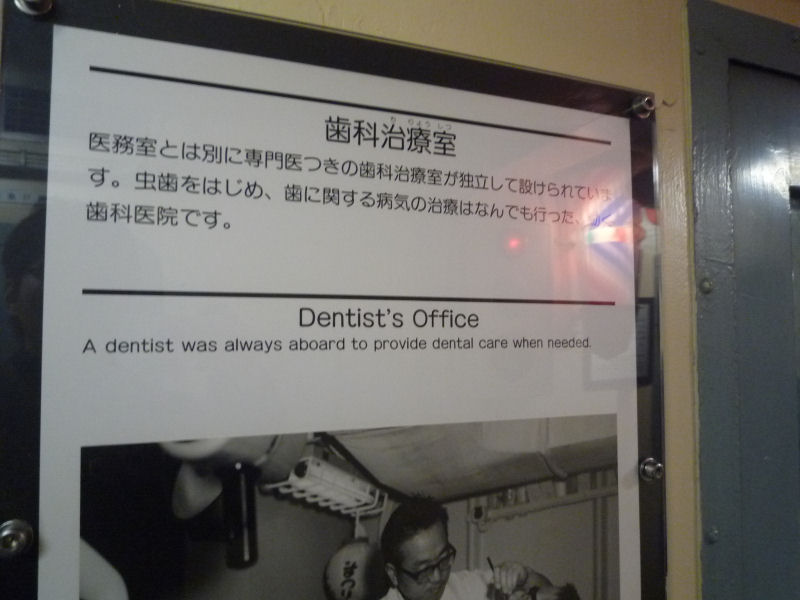 歯科治療室
医務室とは別に専門医つきの歯科治療室が独立して設けられていま
す。虫歯をはじめ、歯に関する病気の治療はなんでも行った、
歯科医院です。
Dentist's Office
A dentist was always aboard to provide dental care when needed.